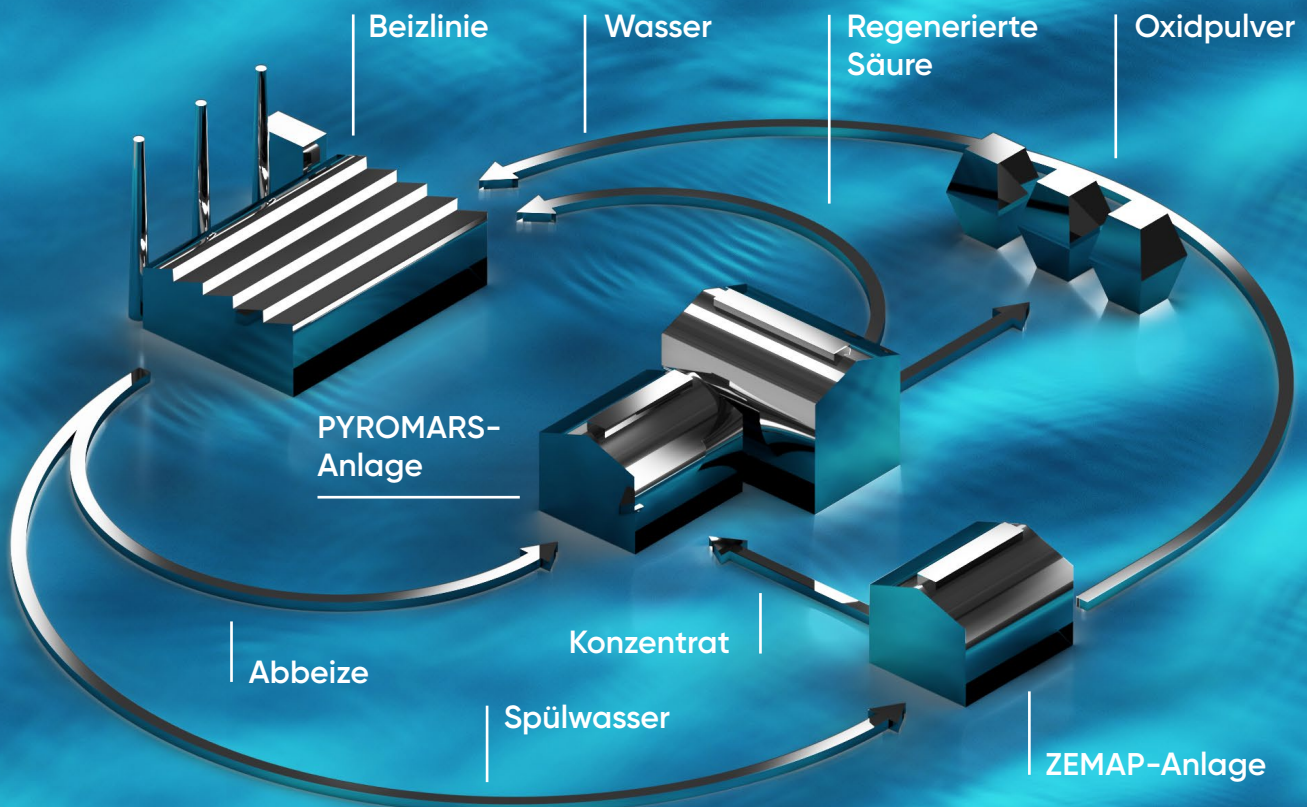 Beizlinie
Wasser
Regenerierte
Säure
Oxidpulver
PYROMARS-
Anlage
Konzentrat
Abbeize
Spülwasser
ZEMAP-Anlage